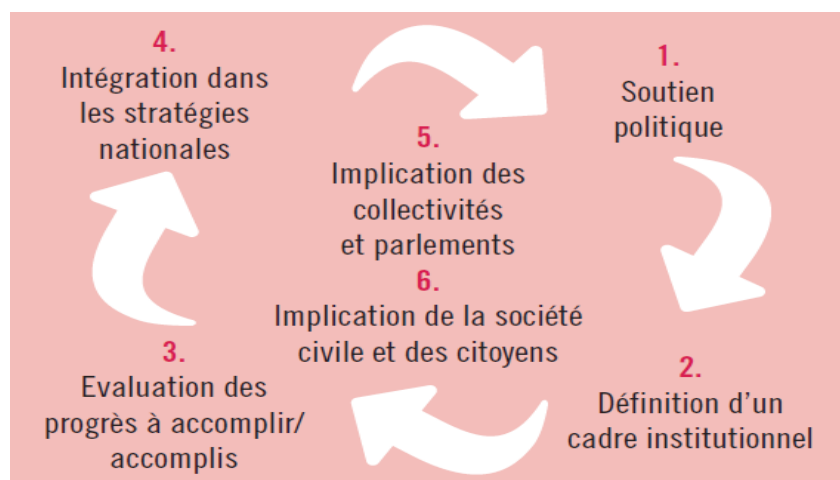 1.
Soutien
politique
2.
Définition d’un
cadre institutionnel
3.
Evaluation des
progrès à accomplir/
accomplis
4.
Intégration dans
les stratégies
nationales
5.
Implication des
collectivités
et parlements
6.
Implication de la société
civile et des citoyens